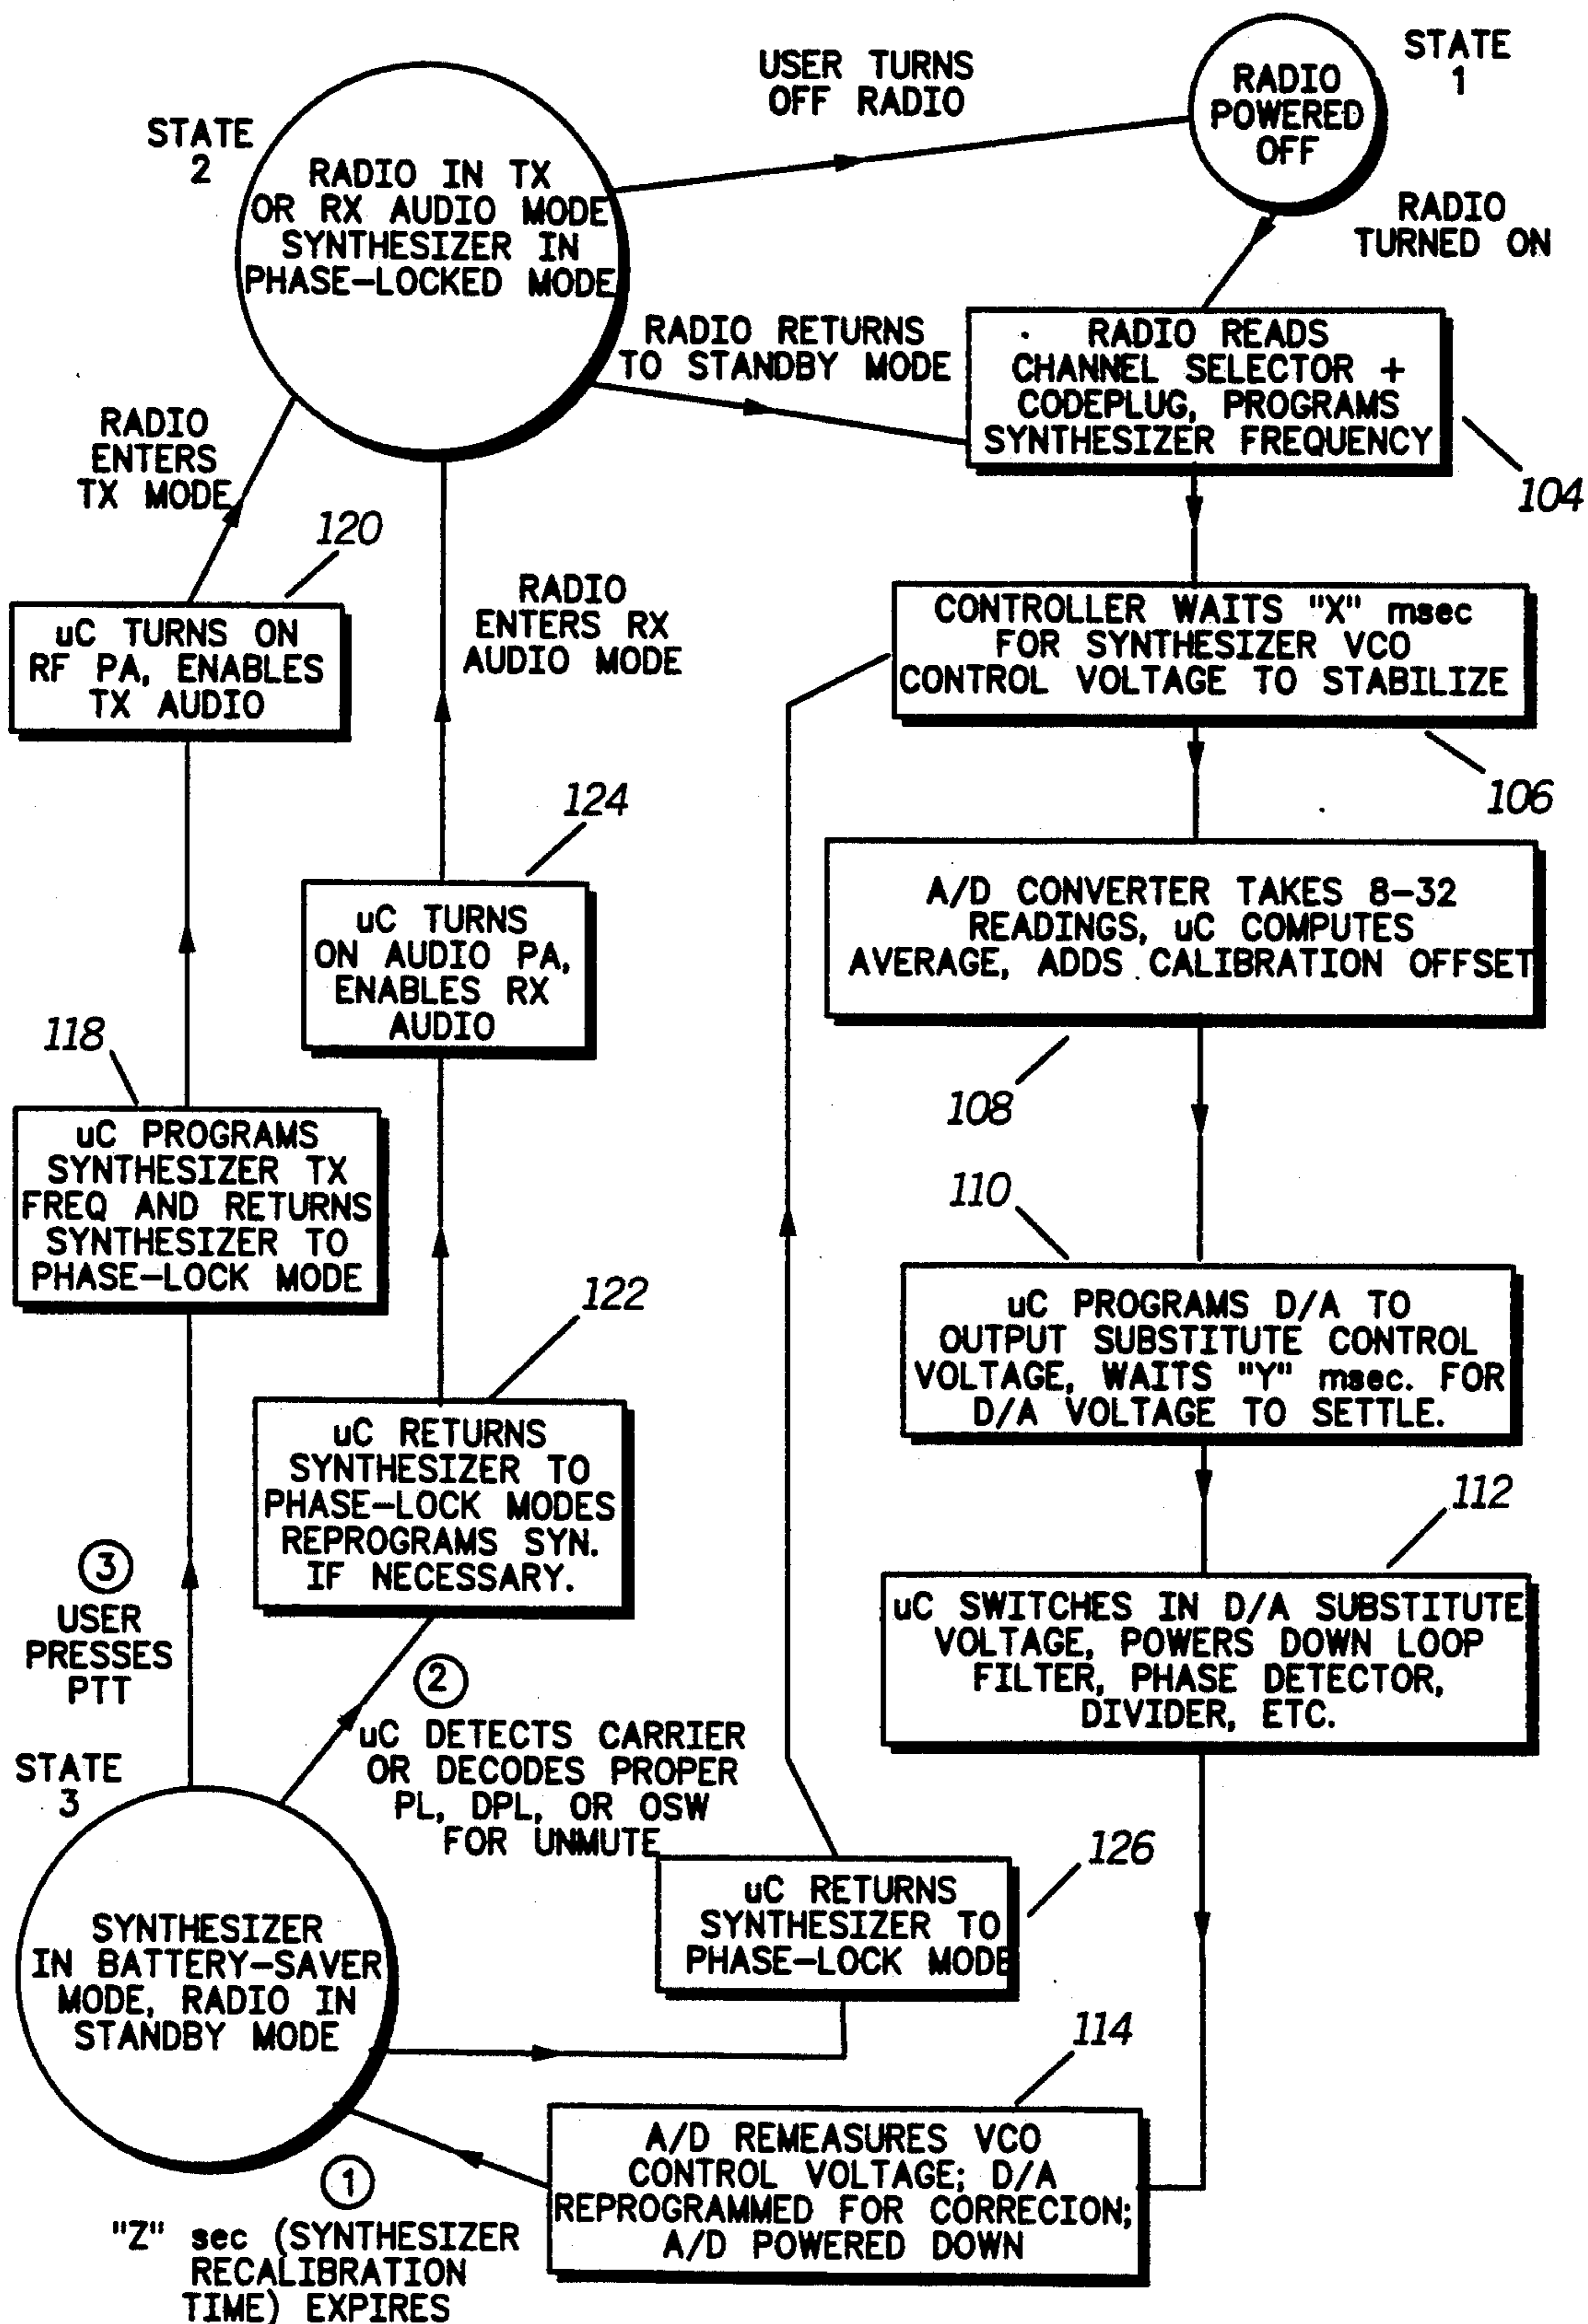 USER TURNS
OFF RADIO
RADIO
POWERED
OFF
STATE
1
STATE
2
RADIO IN TX
OR RX AUDIO MODE
SYNTHESIZER IN
PHASE-LOCKED MODE
RADIO
TURNED ON
RADIO RETURNS
TO STANDBY MODE
RADIO READS
CHANNEL SELECTOR +
CODEPLUG, PROGRAMS
SYNTHESIZER FREQUENCY
104
RADIO
ENTERS
TX MODE
120
uC TURNS ON
RF PA, ENABLES
TX AUDIO
RADIO
ENTERS RX
AUDIO MODE
CONTROLLER WAITS "X" msec
FOR SYNTHESIZER VCO
CONTROL VOLTAGE TO STABILIZE
106
124
uC TURNS
ON AUDIO PA,
ENABLES RX
AUDIO
A/D CONVERTER TAKES 8-32
READINGS, uC COMPUTES
AVERAGE, ADDS CALIBRATION OFFSET
108
118
uC PROGRAMS
SYNTHESIZER TX
FREQ AND RETURNS
SYNTHESIZER TO
PHASE-LOCK MODE
110
uC PROGRAMS D/A TO
OUTPUT SUBSTITUTE CONTROL
VOLTAGE, WAITS "Y" msec. FOR
D/A VOLTAGE TO SETTLE.
122
uC RETURNS
SYNTHESIZER TO
PHASE-LOCK MODES
REPROGRAMS SYN.
IF NECESSARY.
112
uC SWITCHES IN D/A SUBSTITUTE
VOLTAGE, POWERS DOWN LOOP
FILTER, PHASE DETECTOR,
DIVIDER, ETC.
3
USER
PRESSES
PTT
2
uC DETECTS CARRIER
OR DECODES PROPER
PL, DPL, OR OSW
FOR UNMUTE
STATE
3
SYNTHESIZER
IN BATTERY-SAVER
MODE, RADIO IN
STANDBY MODE
126
uC RETURNS
SYNTHESIZER TO
PHASE-LOCK MODE
114
A/D REMEASURES VCO
CONTROL VOLTAGE; D/A
REPROGRAMMED FOR CORRECION;
A/D POWERED DOWN
1
"Z" sec (SYNTHESIZER
RECALIBRATION
TIME) EXPIRES